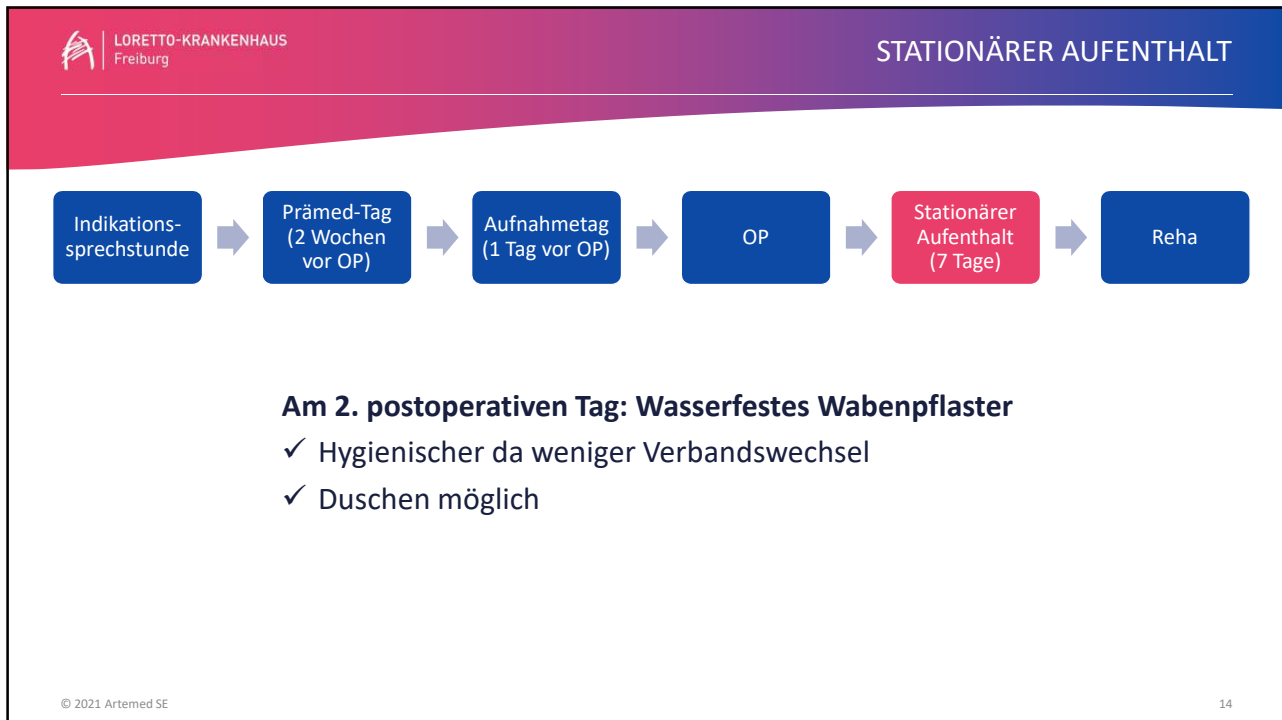 LORETTO-KRANKENHAUS
Freiburg
STATIONÄRER AUFENTHALT
Indikations-
sprechstunde
Prämed-Tag
(2 Wochen
vor OP)
Aufnahmetag
(1 Tag vor OP)
OP
Stationärer
Aufenthalt
(7 Tage)
Reha
Am 2. postoperativen Tag: Wasserfestes Wabenpflaster
✓ Hygienischer da weniger Verbandswechsel
✓ Duschen möglich
© 2021 Artemed SE
14